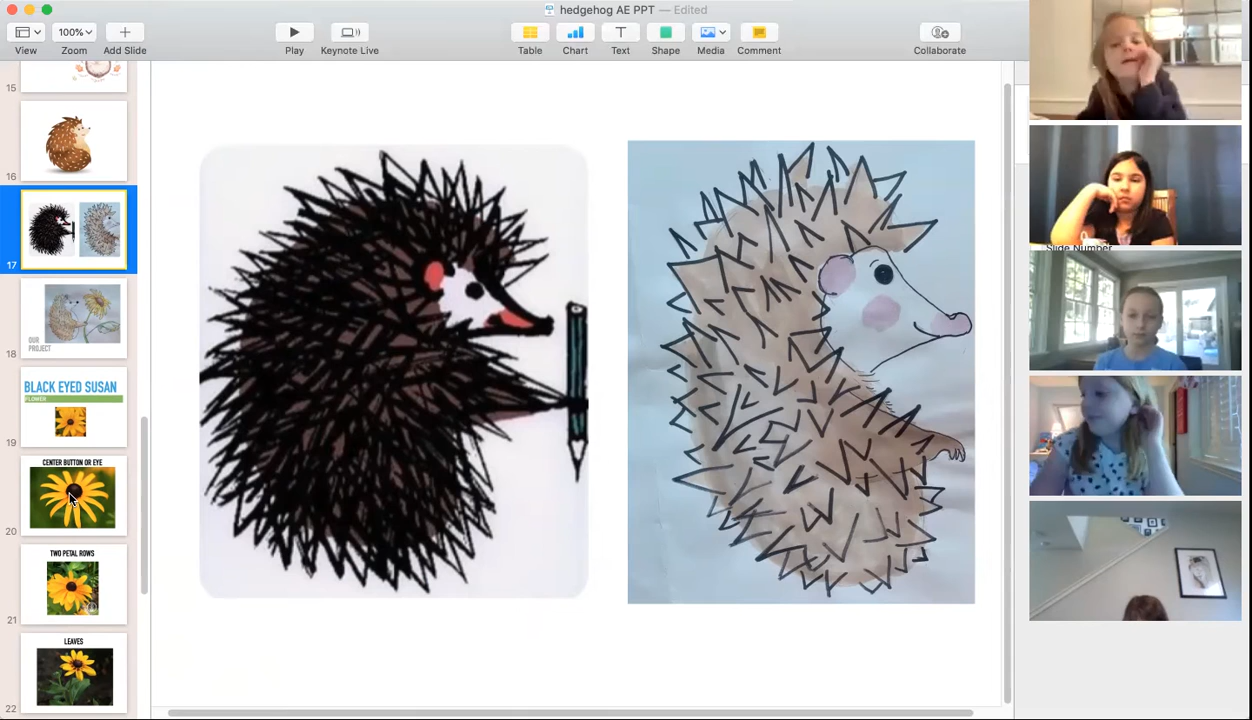 hedgehog AE PPT — Edited
100%
View
Zoom
Add Slide
Play
Keynote Live
Table
Chart
Text
Shape
Media
Comment
Collaborate
15
16
17
OUR
PROJECT
18
BLACK EYED SUSAN
FLOWER
19
CENTER BUTTON OR EYE
20
TWO PETAL ROWS
21
LEAVES
22
Slide Number